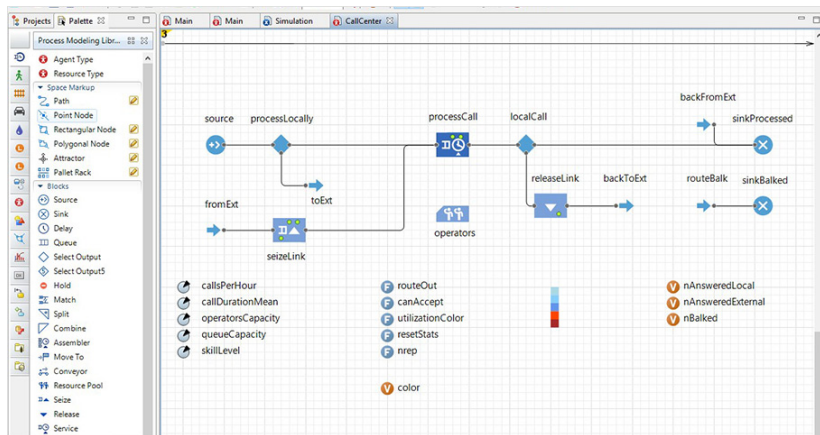 Projects
Palette
Main
Main
Simulation
CallCenter
Process Modeling Libr...
Agent Type
Resource Type
Space Markup
Path
Point Node
Rectangular Node
Polygonal Node
Attractor
Pallet Rack
Blocks
Source
Sink
Delay
Queue
Select Output
Select Output5
Hold
Match
Split
Combine
Assembler
Move To
Conveyor
Resource Pool
Seize
Release
Service
3
source
processLocally
processCall
localCall
backFromExt
sinkProcessed
toExt
fromExt
seizeLink
operators
releaseLink
backToExt
routeBalk
sinkBalked
callsPerHour
callDurationMean
operatorsCapacity
queueCapacity
skillLevel
F routeOut
F canAccept
F utilizationColor
F resetStats
F nrep
V color
V nAnsweredLocal
V nAnsweredExternal
V nBalked